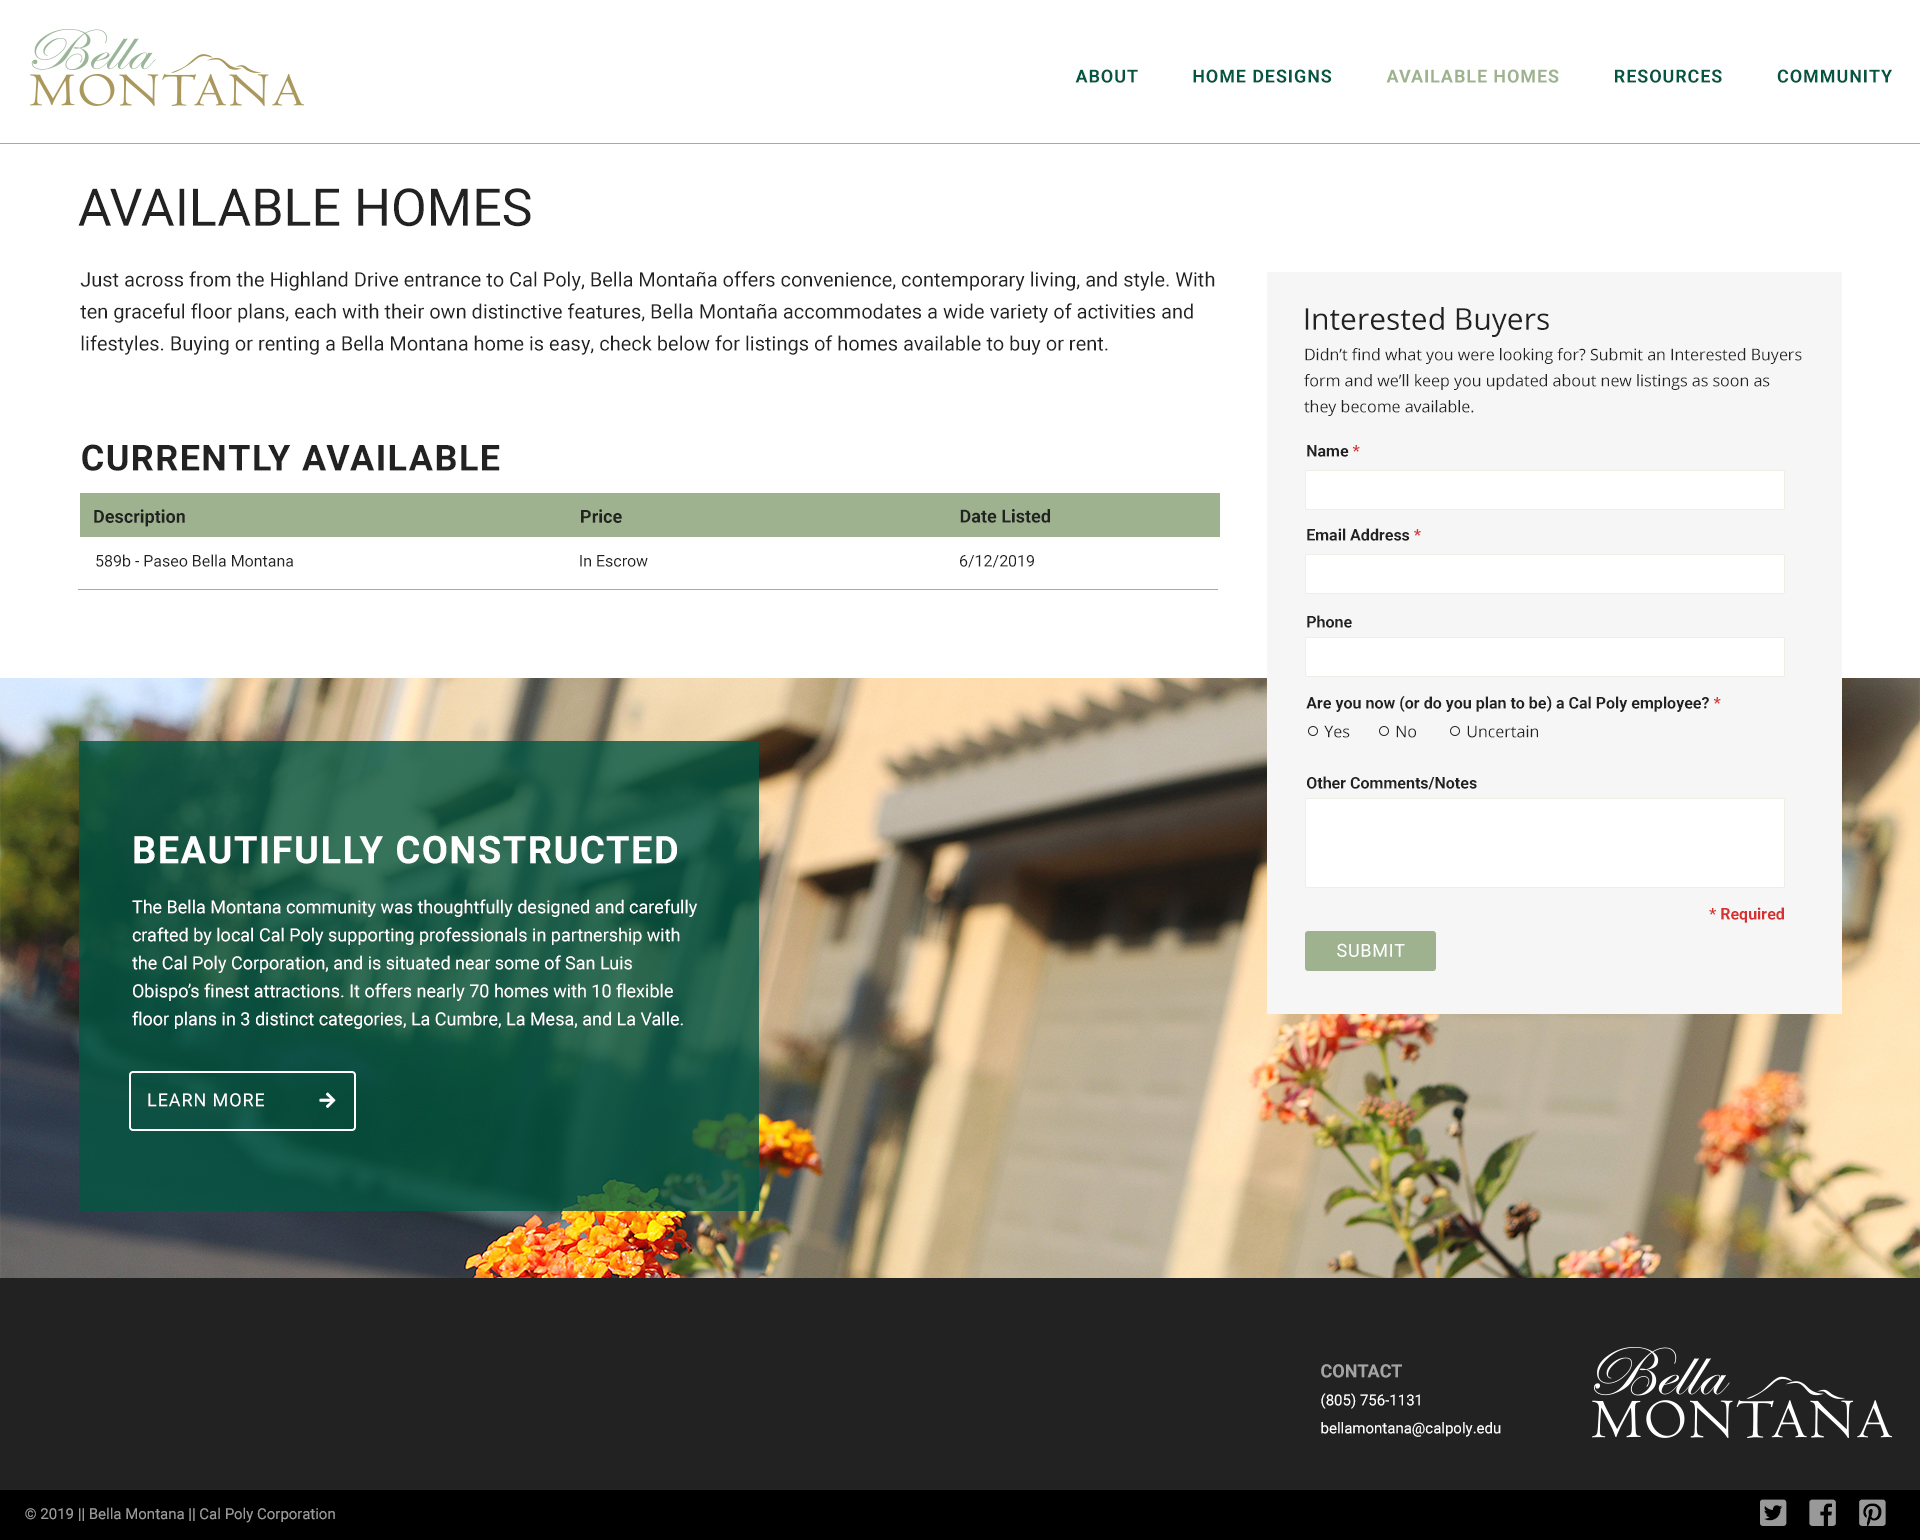 Bella
MONTANA
ABOUT
HOME DESIGNS
AVAILABLE HOMES
RESOURCES
COMMUNITY
AVAILABLE HOMES
Just across from the Highland Drive entrance to Cal Poly, Bella Montaña offers convenience, contemporary living, and style. With
ten graceful floor plans, each with their own distinctive features, Bella Montaña accommodates a wide variety of activities and
lifestyles. Buying or renting a Bella Montana home is easy, check below for listings of homes available to buy or rent.
CURRENTLY AVAILABLE
Description Price Date Listed
589b - Paseo Bella Montana In Escrow 6/12/2019
Interested Buyers
Didn’t find what you were looking for? Submit an Interested Buyers
form and we’ll keep you updated about new listings as soon as
they become available.
Name *
Email Address *
Phone
Are you now (or do you plan to be) a Cal Poly employee? *
Yes No Uncertain
Other Comments/Notes
* Required
SUBMIT
BEAUTIFULLY CONSTRUCTED
The Bella Montana community was thoughtfully designed and carefully
crafted by local Cal Poly supporting professionals in partnership with
the Cal Poly Corporation, and is situated near some of San Luis
Obispo’s finest attractions. It offers nearly 70 homes with 10 flexible
floor plans in 3 distinct categories, La Cumbre, La Mesa, and La Valle.
LEARN MORE
CONTACT
(805) 756-1131
bellamontana@calpoly.edu
Bella
MONTANA
© 2019 || Bella Montana || Cal Poly Corporation